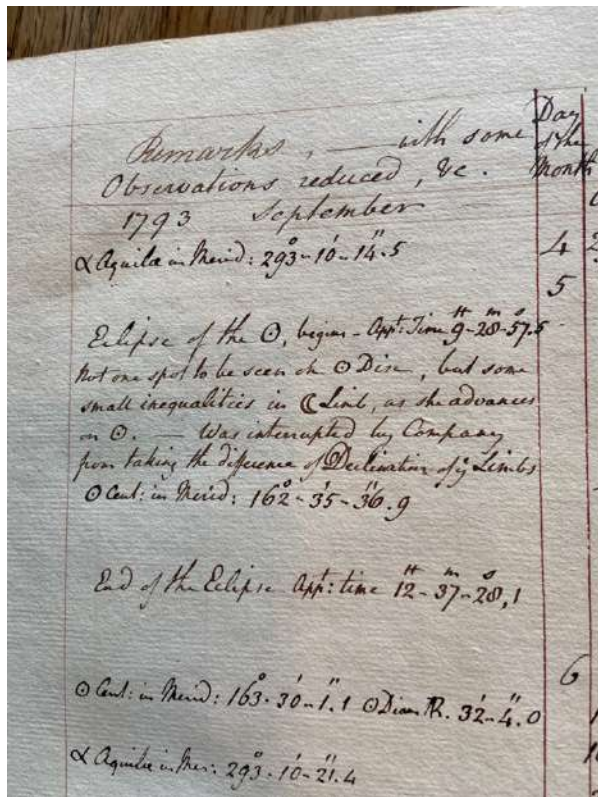 Remarks, — with some
Observations reduced, &c.
1793 September
Day
of the
Month
α Aquilæ in Merid: 293°-10'-14".5
4
5
Eclipse of the ☉, begins - Appt: Time 9ᴴ-28ᵐ-57ˢ.5
Not one spot to be seen on ☉ Disc, but some
small inequalities in ☾ Limb, as she advances
on ☉. — Was interrupted by Company
from taking the difference of Declination of yͤ Limbs
☉ Cent: in Merid: 162°-35'-36".9
End of the Eclipse Appt: time 12ᴴ-37ᵐ-28ˢ,1
6
☉ Cent: in Merid: 163°.30'-1".1 ☉ Diam R. 32'-4".0
α Aquilæ in Mer: 293°-10'-21".4